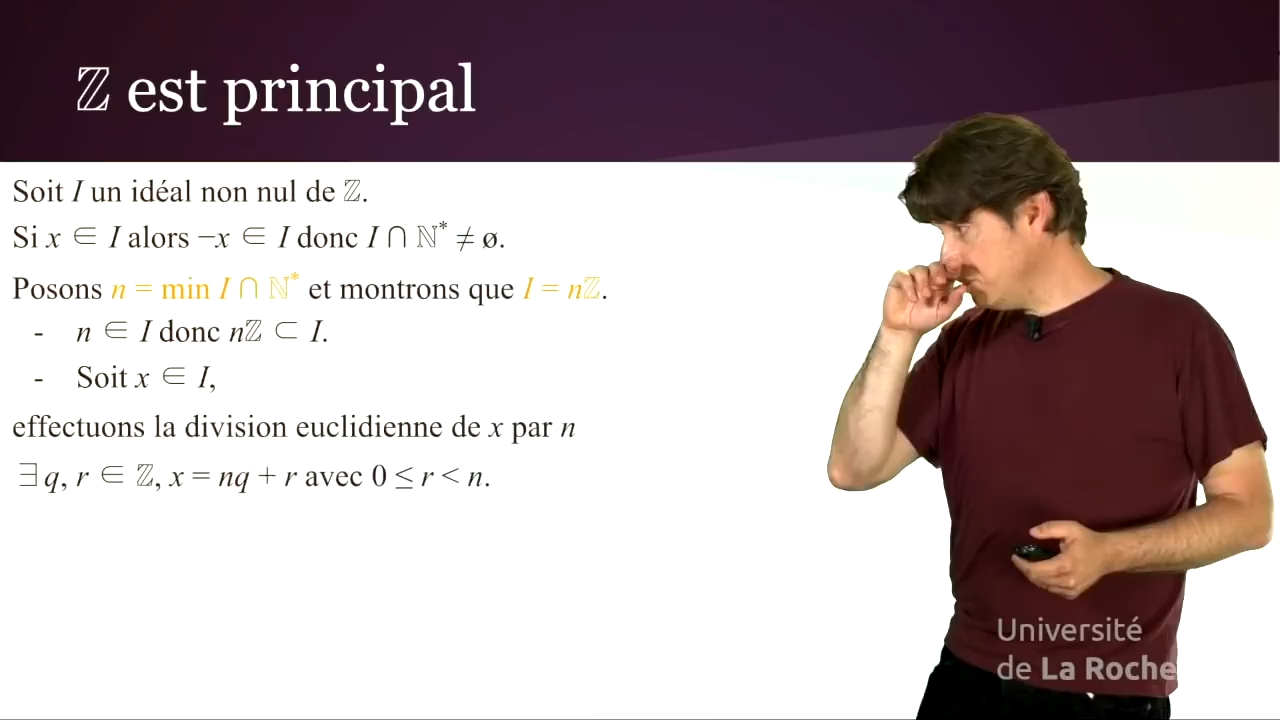 ℤ est principal
Soit I un idéal non nul de ℤ.
Si x ∈ I alors −x ∈ I donc I ∩ ℕ* ≠ ø.
Posons n = min I ∩ ℕ* et montrons que I = nℤ.
- n ∈ I donc nℤ ⊂ I.
- Soit x ∈ I,
effectuons la division euclidienne de x par n
∃ q, r ∈ ℤ, x = nq + r avec 0 ≤ r < n.
Université
de La Roche